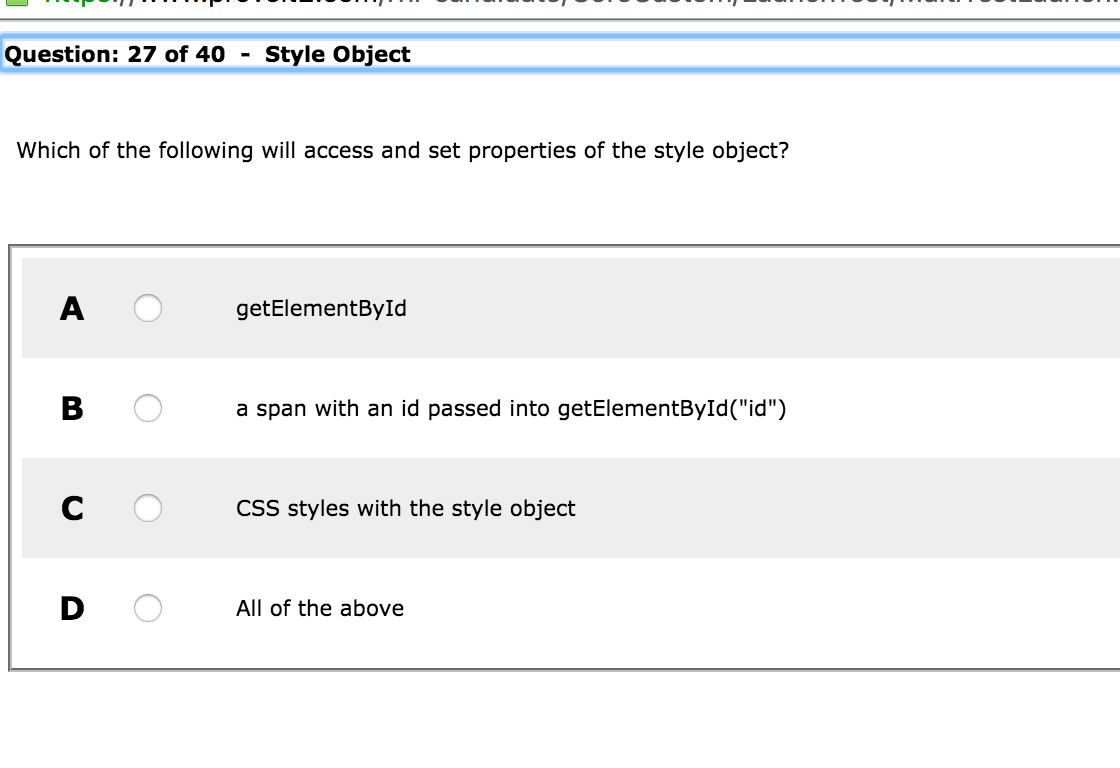 Question: 27 of 40 - Style Object
Which of the following will access and set properties of the style object?
A getElementById
B a span with an id passed into getElementById("id")
C CSS styles with the style object
D All of the above